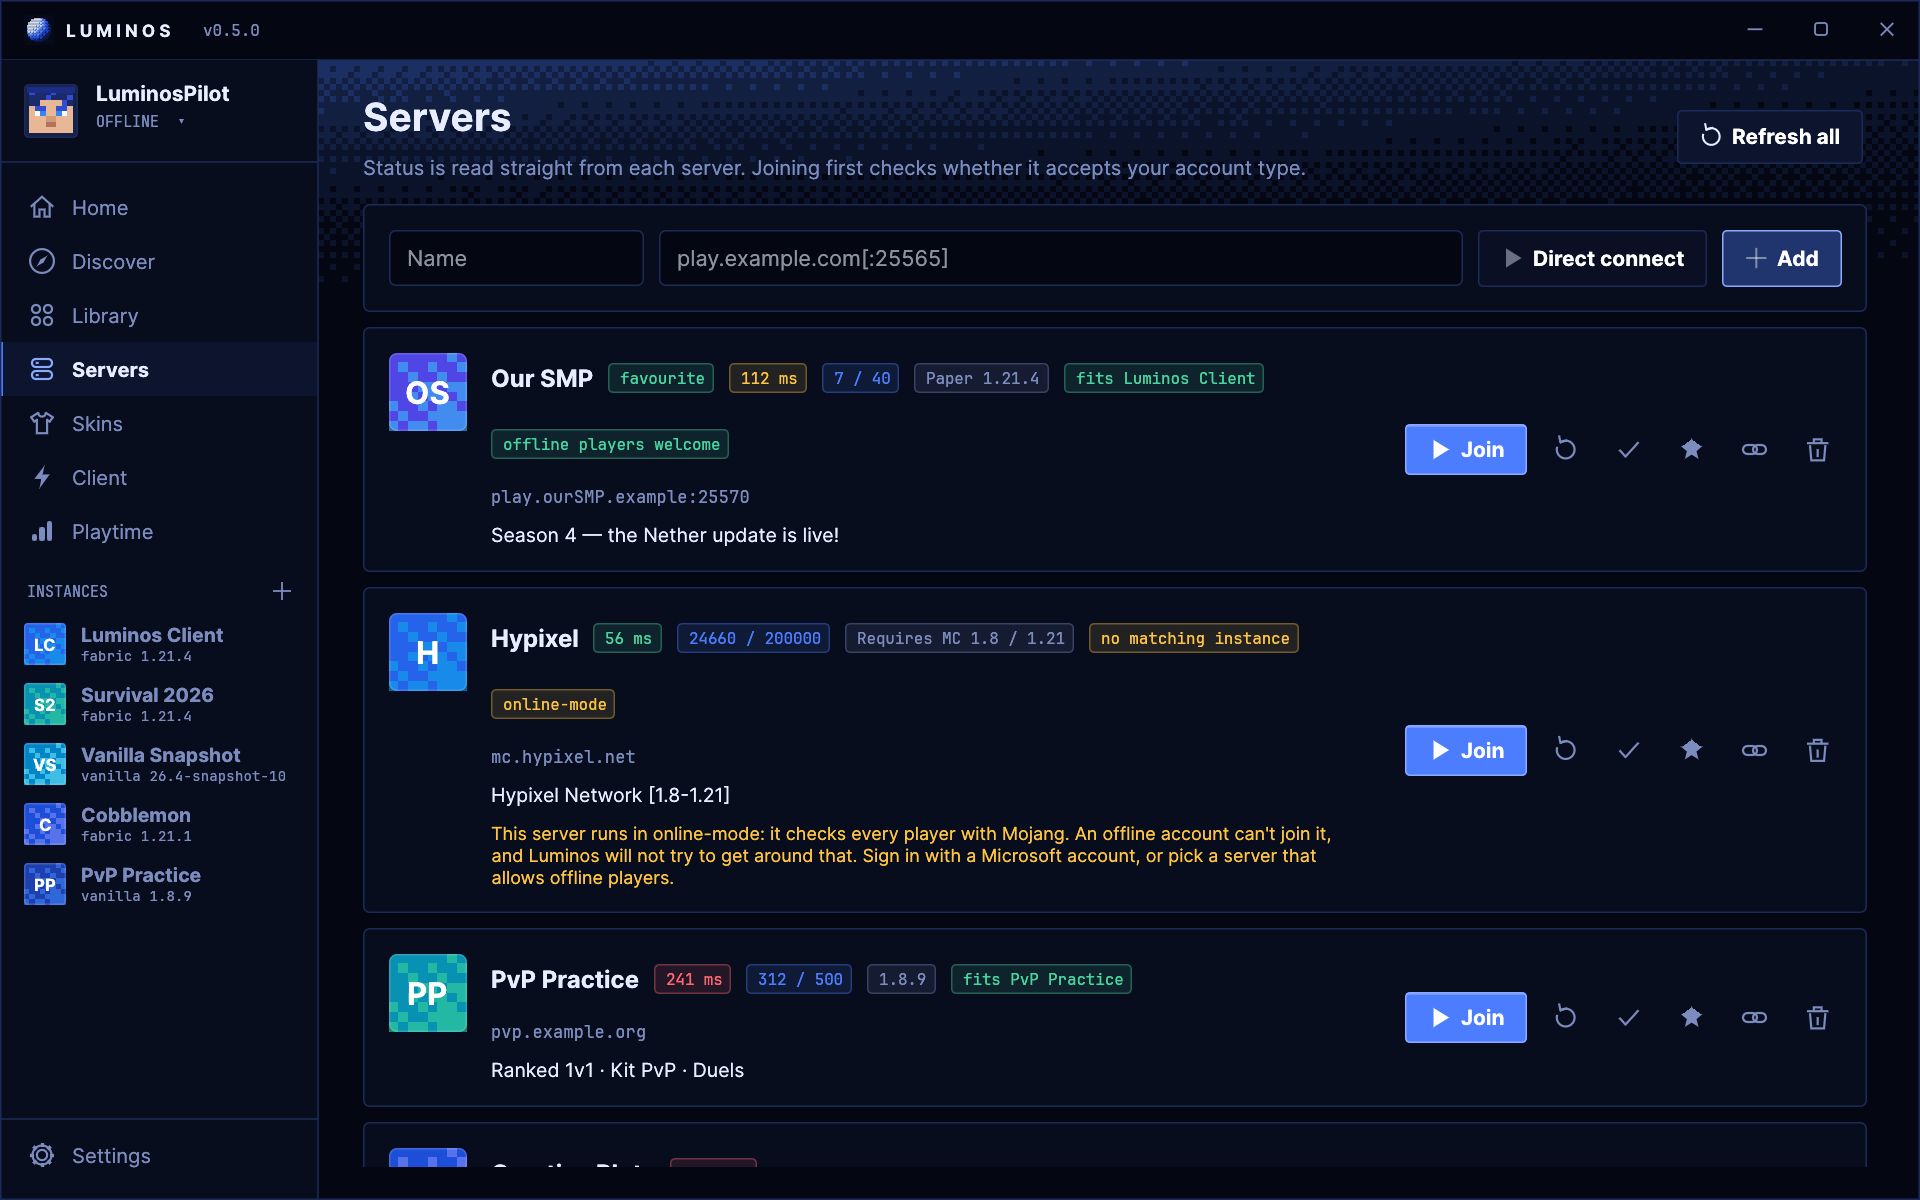 LUMINOS v0.5.0
LuminosPilot
OFFLINE
Home
Discover
Library
Servers
Skins
Client
Playtime
INSTANCES
LC Luminos Client
fabric 1.21.4
S2 Survival 2026
fabric 1.21.4
VS Vanilla Snapshot
vanilla 26.4-snapshot-10
C Cobblemon
fabric 1.21.1
PP PvP Practice
vanilla 1.8.9
Settings
Servers
Status is read straight from each server. Joining first checks whether it accepts your account type.
Refresh all
Name play.example.com[:25565] Direct connect Add
OS Our SMP favourite 112 ms 7 / 40 Paper 1.21.4 fits Luminos Client
offline players welcome
play.ourSMP.example:25570
Season 4 — the Nether update is live!
Join
H Hypixel 56 ms 24660 / 200000 Requires MC 1.8 / 1.21 no matching instance
online-mode
mc.hypixel.net
Hypixel Network [1.8-1.21]
This server runs in online-mode: it checks every player with Mojang. An offline account can't join it,
and Luminos will not try to get around that. Sign in with a Microsoft account, or pick a server that
allows offline players.
Join
PP PvP Practice 241 ms 312 / 500 1.8.9 fits PvP Practice
pvp.example.org
Ranked 1v1 · Kit PvP · Duels
Join